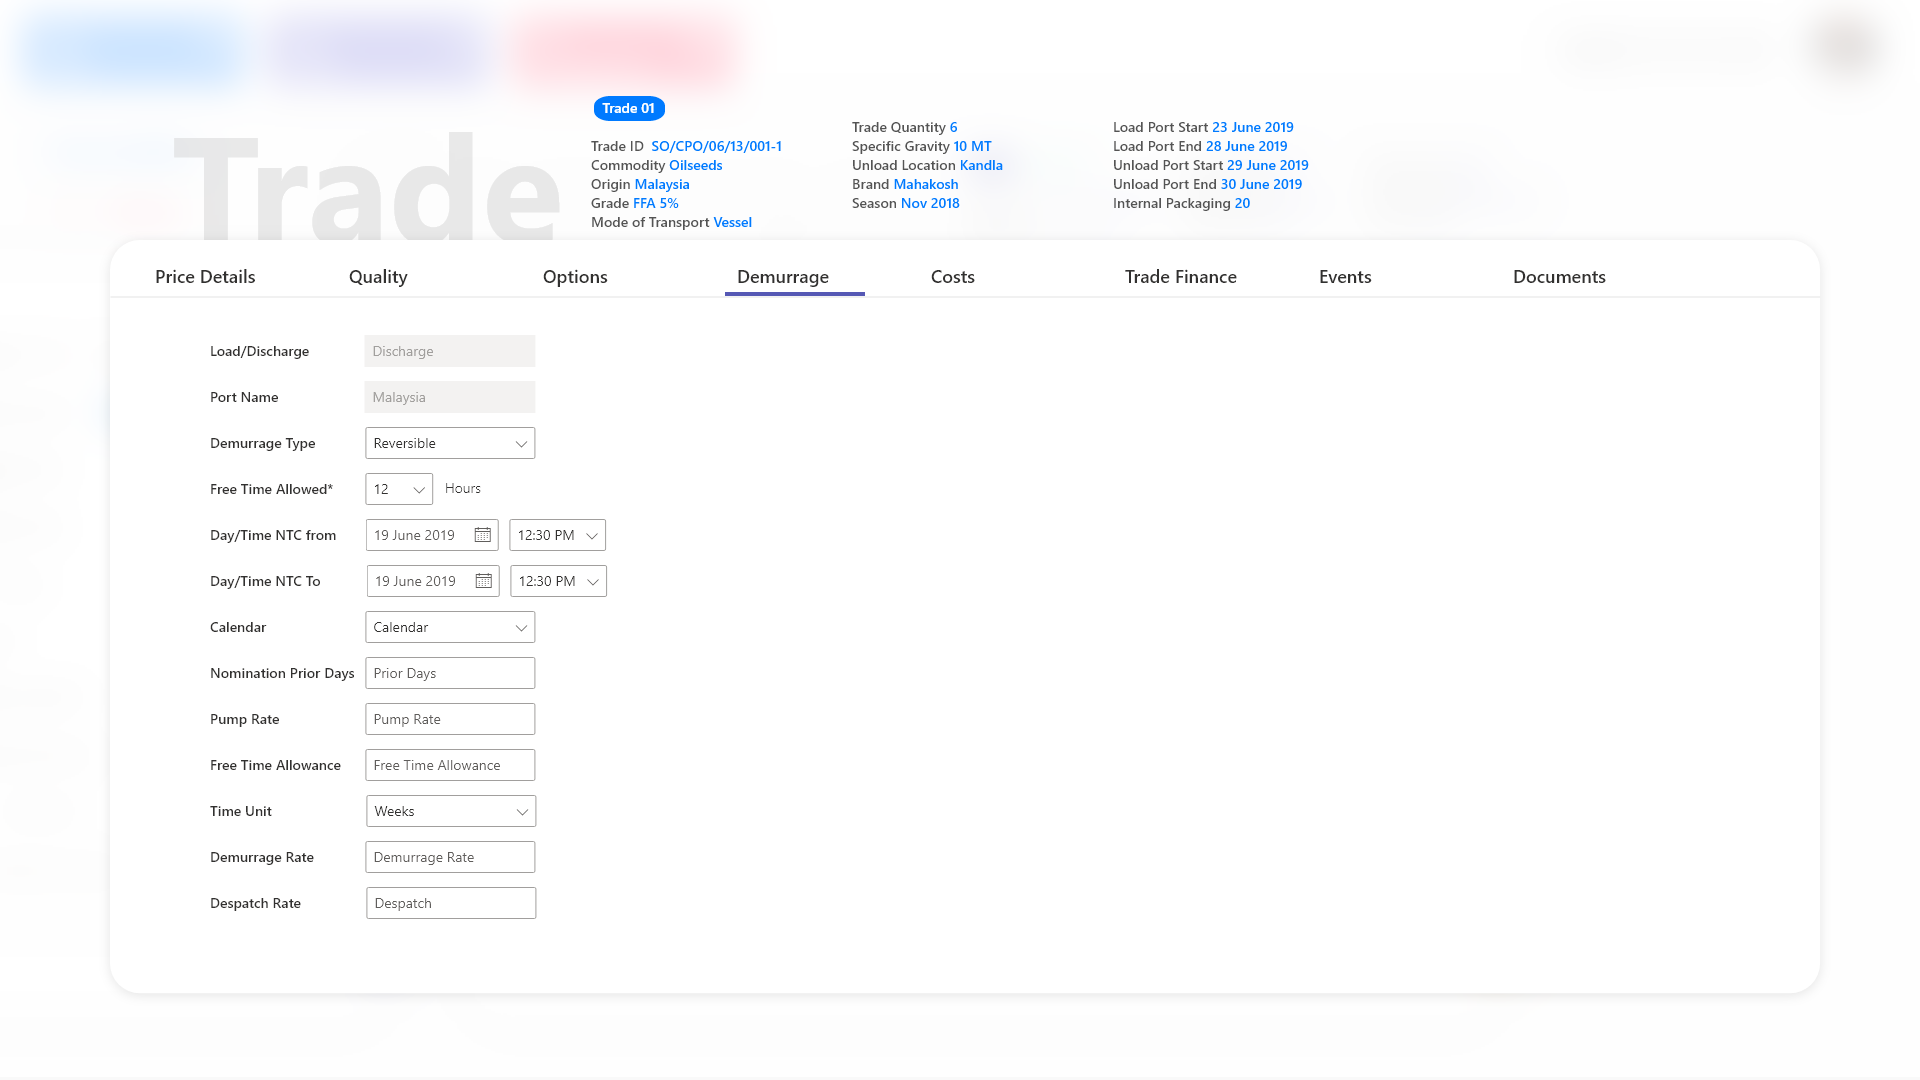 Trade
Trade 01
Trade ID SO/CPO/06/13/001-1
Commodity Oilseeds
Origin Malaysia
Grade FFA 5%
Mode of Transport Vessel
Trade Quantity 6
Specific Gravity 10 MT
Unload Location Kandla
Brand Mahakosh
Season Nov 2018
Load Port Start 23 June 2019
Load Port End 28 June 2019
Unload Port Start 29 June 2019
Unload Port End 30 June 2019
Internal Packaging 20
Price Details Quality Options Demurrage Costs Trade Finance Events Documents
Load/Discharge Discharge
Port Name Malaysia
Demurrage Type Reversible
Free Time Allowed* 12 Hours
Day/Time NTC from 19 June 2019 12:30 PM
Day/Time NTC To 19 June 2019 12:30 PM
Calendar Calendar
Nomination Prior Days Prior Days
Pump Rate Pump Rate
Free Time Allowance Free Time Allowance
Time Unit Weeks
Demurrage Rate Demurrage Rate
Despatch Rate Despatch